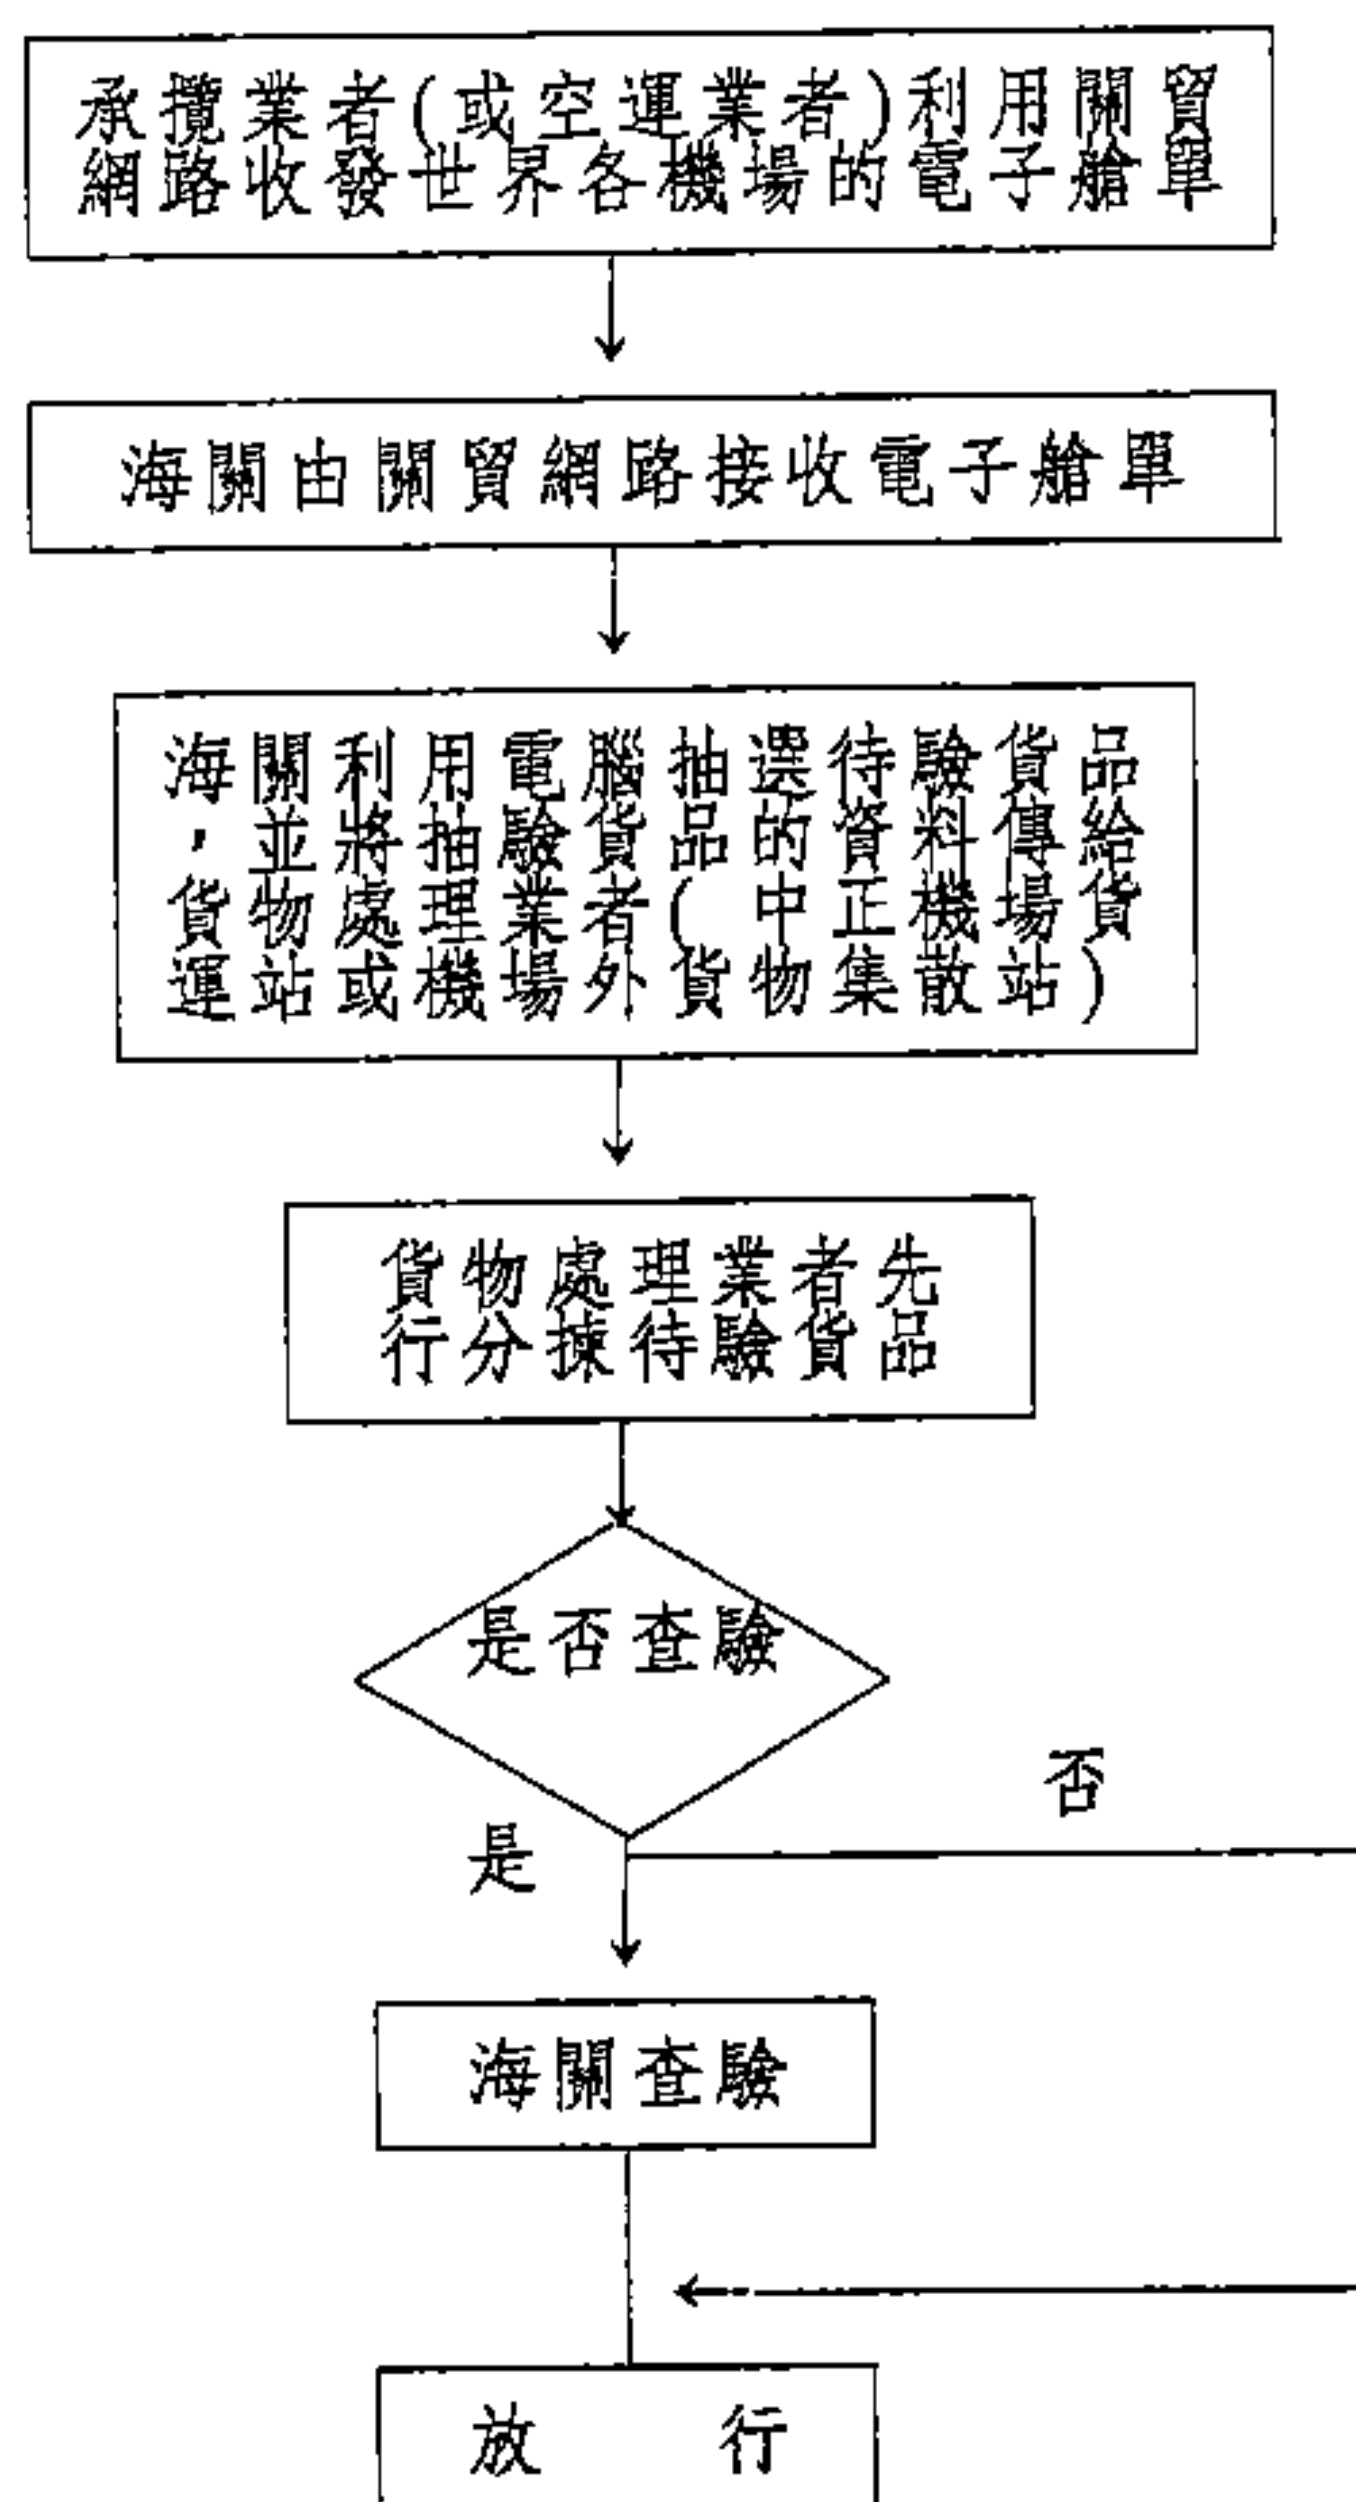 承攬業者(或空運業者)利用關貿
網路收發世界各機場的電子艙單
海關由關貿網路接收電子艙單
海關利用電腦抽選待驗貨品
，並將抽驗貨品的資料傳給
貨物處理業者(中正機場貨
運站或機場外貨物集散站)
貨物處理業者先
行分揀待驗貨品
是否查驗
否
是
海關查驗
放行